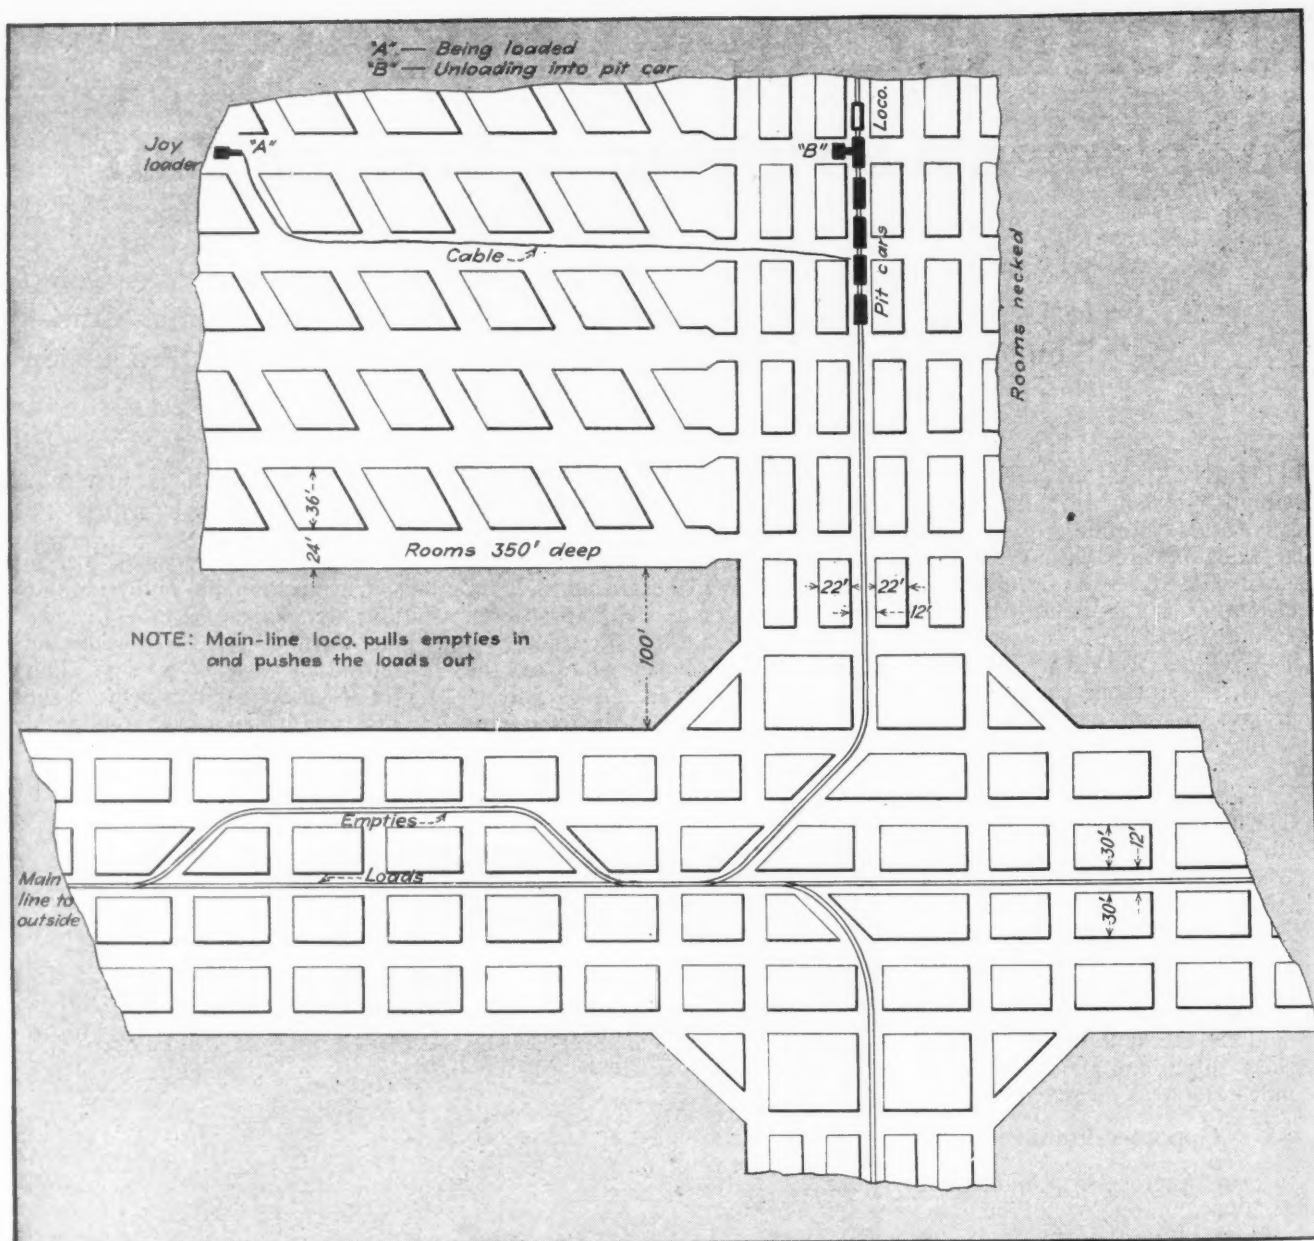 "A" — Being loaded
"B" — Unloading into pit car
Joy
loader
"A"
"B"
Loco.
Cable
Pit cars
Rooms necked
36'
24'
Rooms 350' deep
22'
22'
12'
100'
NOTE: Main-line loco. pulls empties in
and pushes the loads out
Empties
Loads
Main
line to
outside
30'
12'
30'